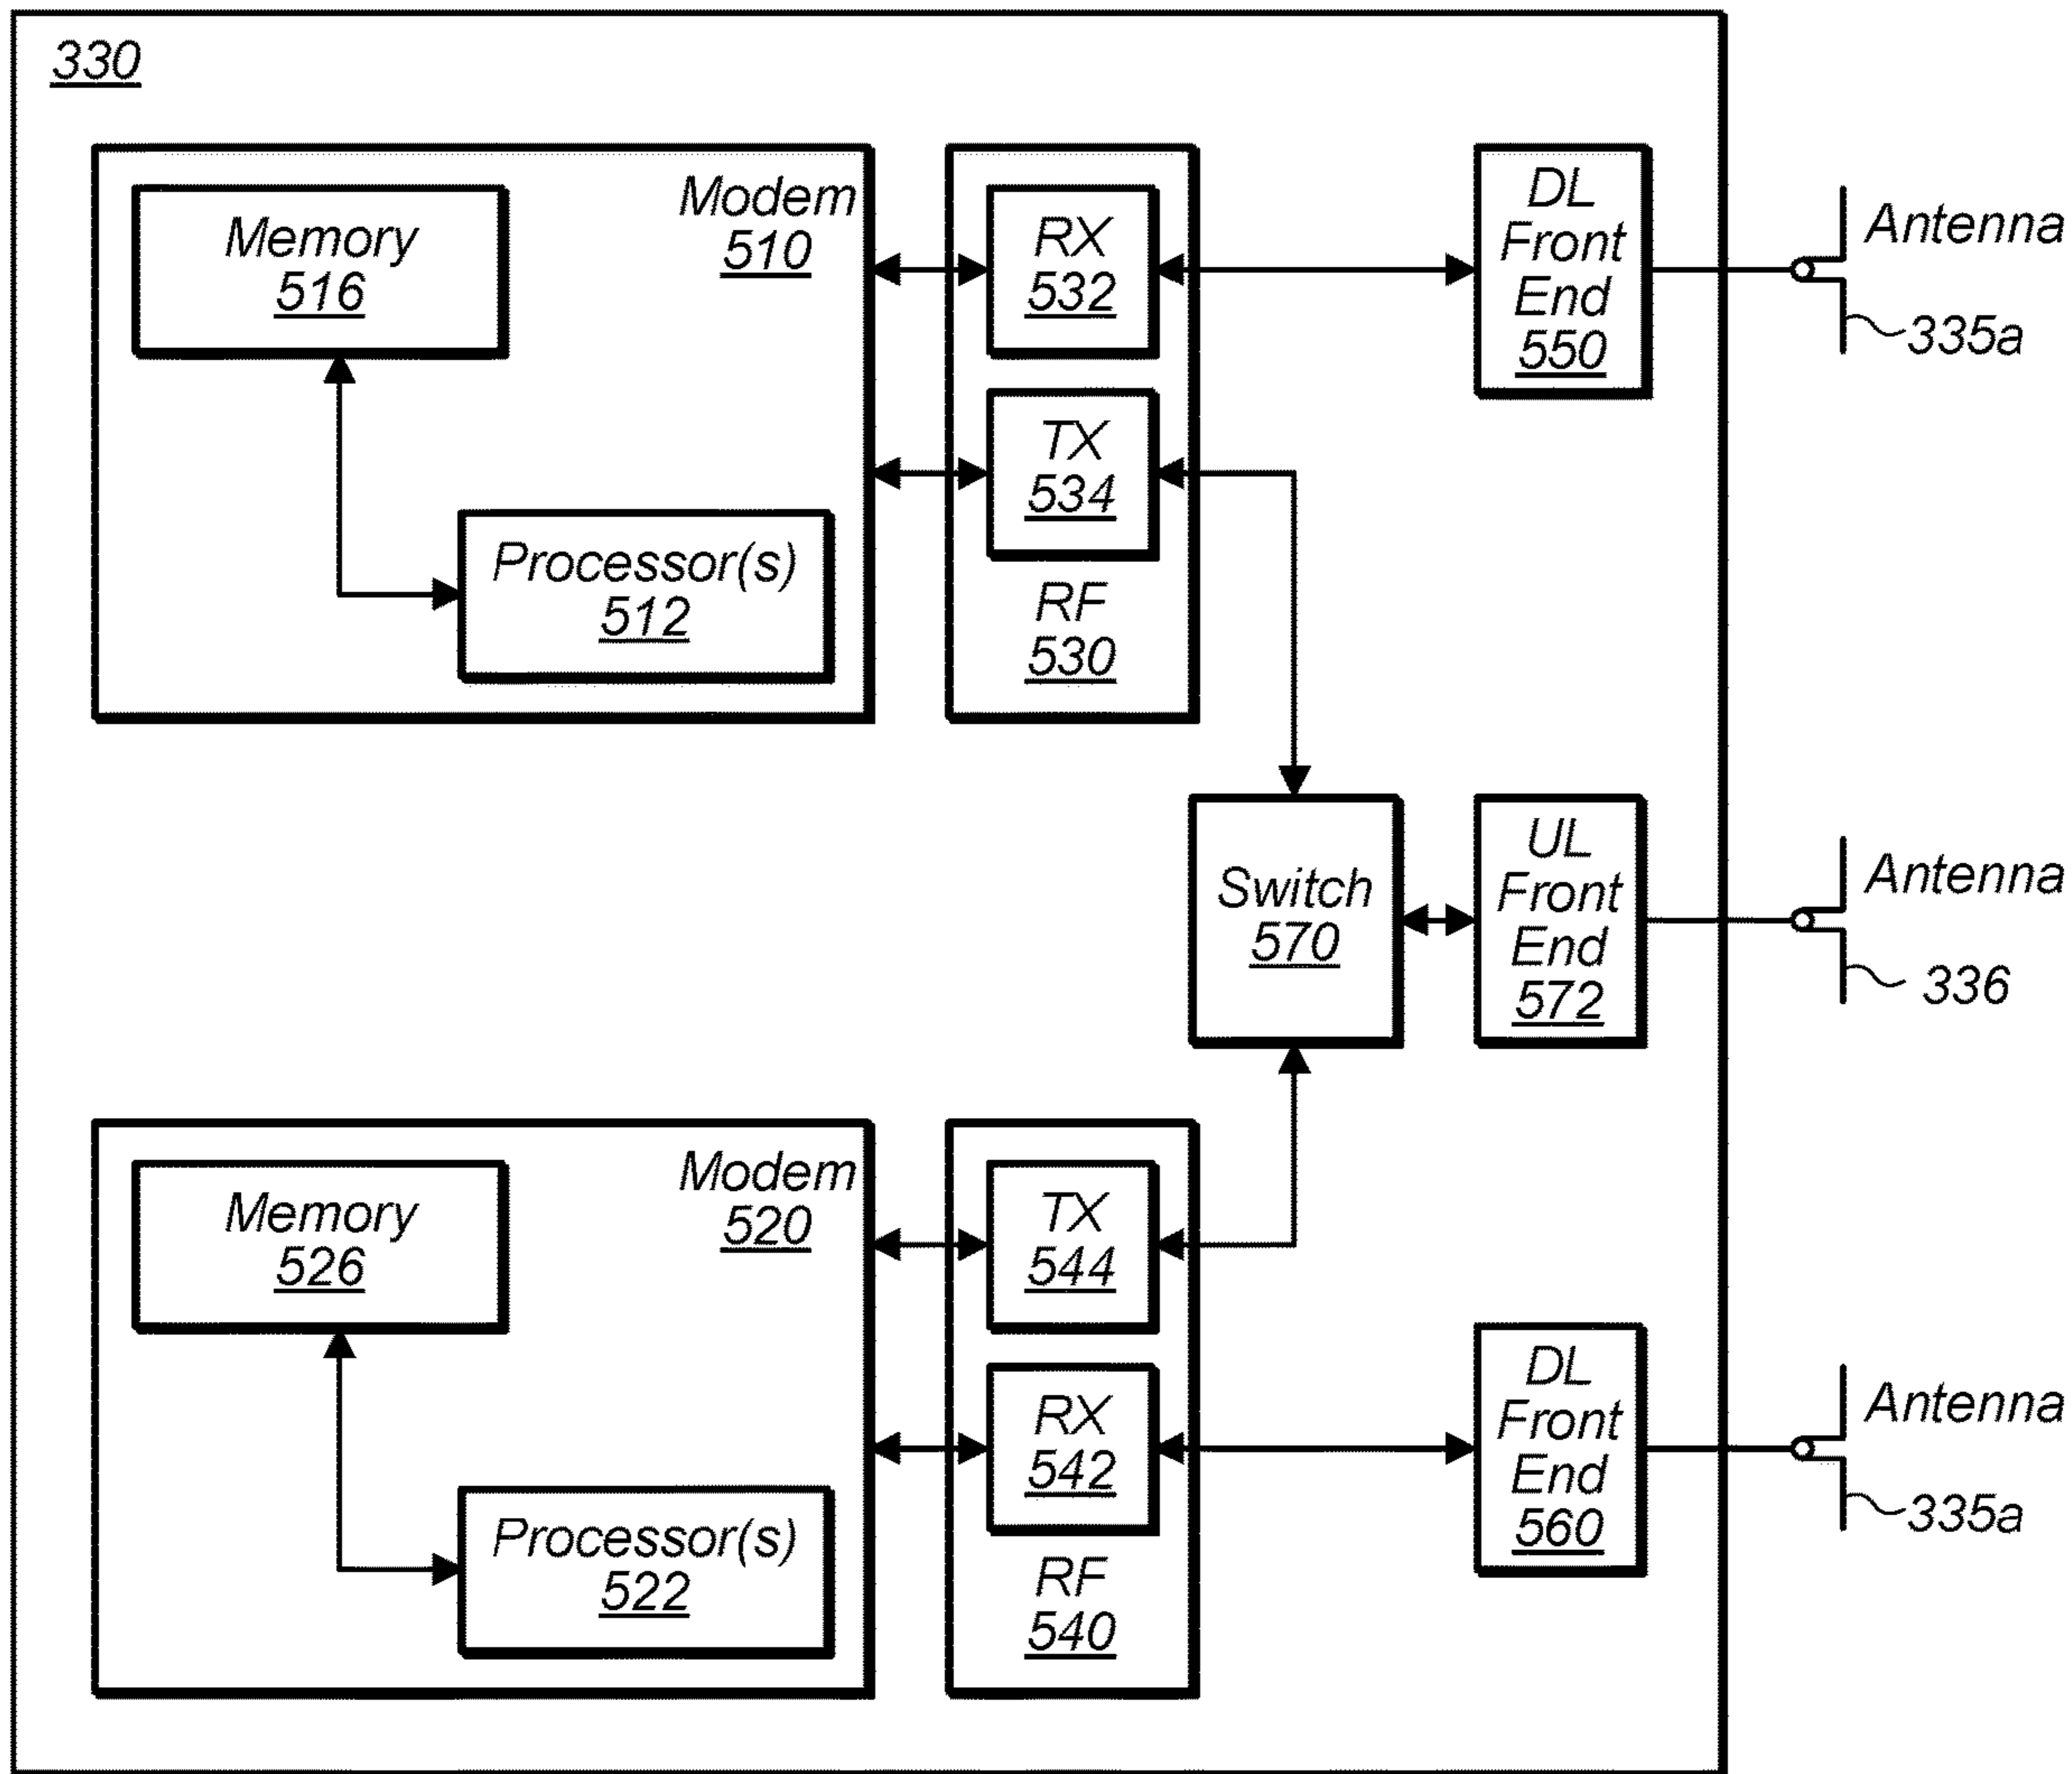 330
Memory
516
Modem
510
Processor(s)
512
RX
532
TX
534
RF
530
DL
Front
End
550
Antenna
335a
Switch
570
UL
Front
End
572
Antenna
336
Memory
526
Modem
520
Processor(s)
522
TX
544
RX
542
RF
540
DL
Front
End
560
Antenna
335a